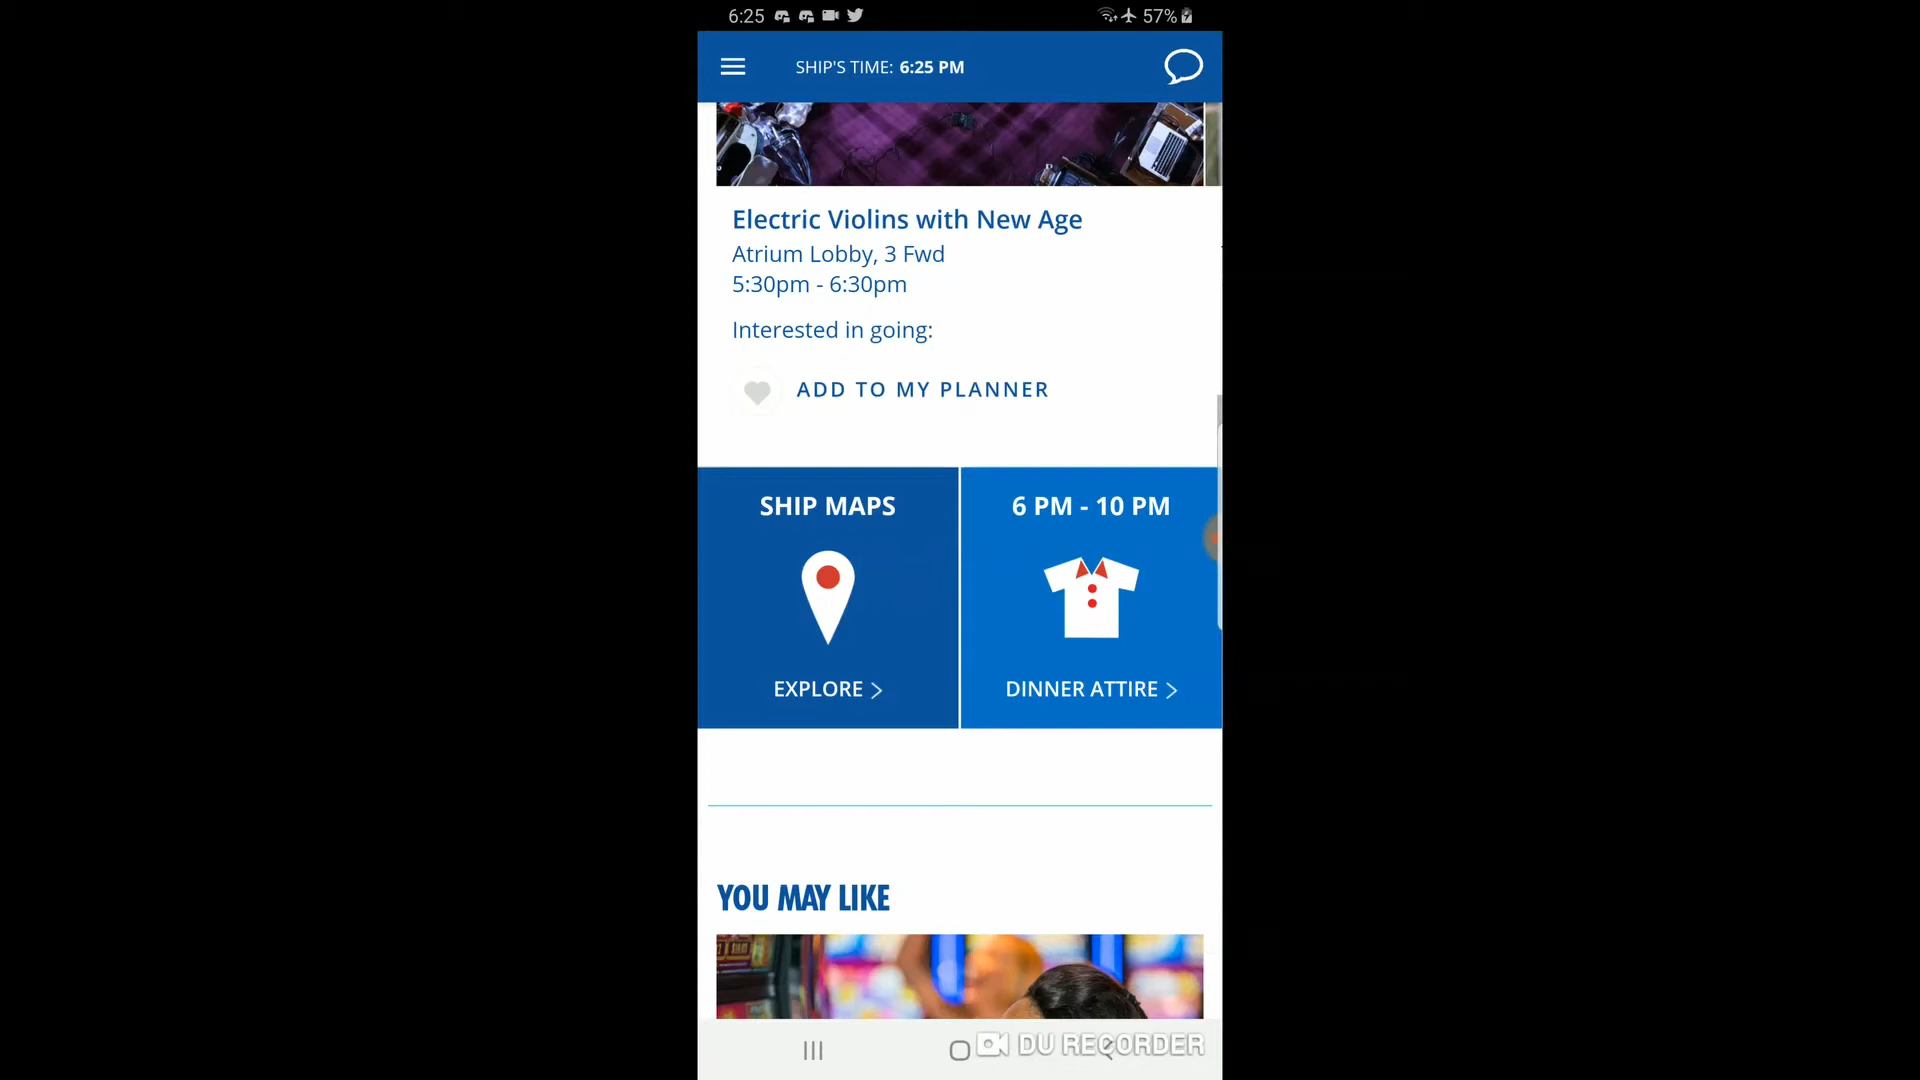 6:25
57%
SHIP'S TIME: 6:25 PM
Electric Violins with New Age
Atrium Lobby, 3 Fwd
5:30pm - 6:30pm
Interested in going:
ADD TO MY PLANNER
SHIP MAPS
6 PM - 10 PM
EXPLORE >
DINNER ATTIRE >
YOU MAY LIKE
DU RECORDER